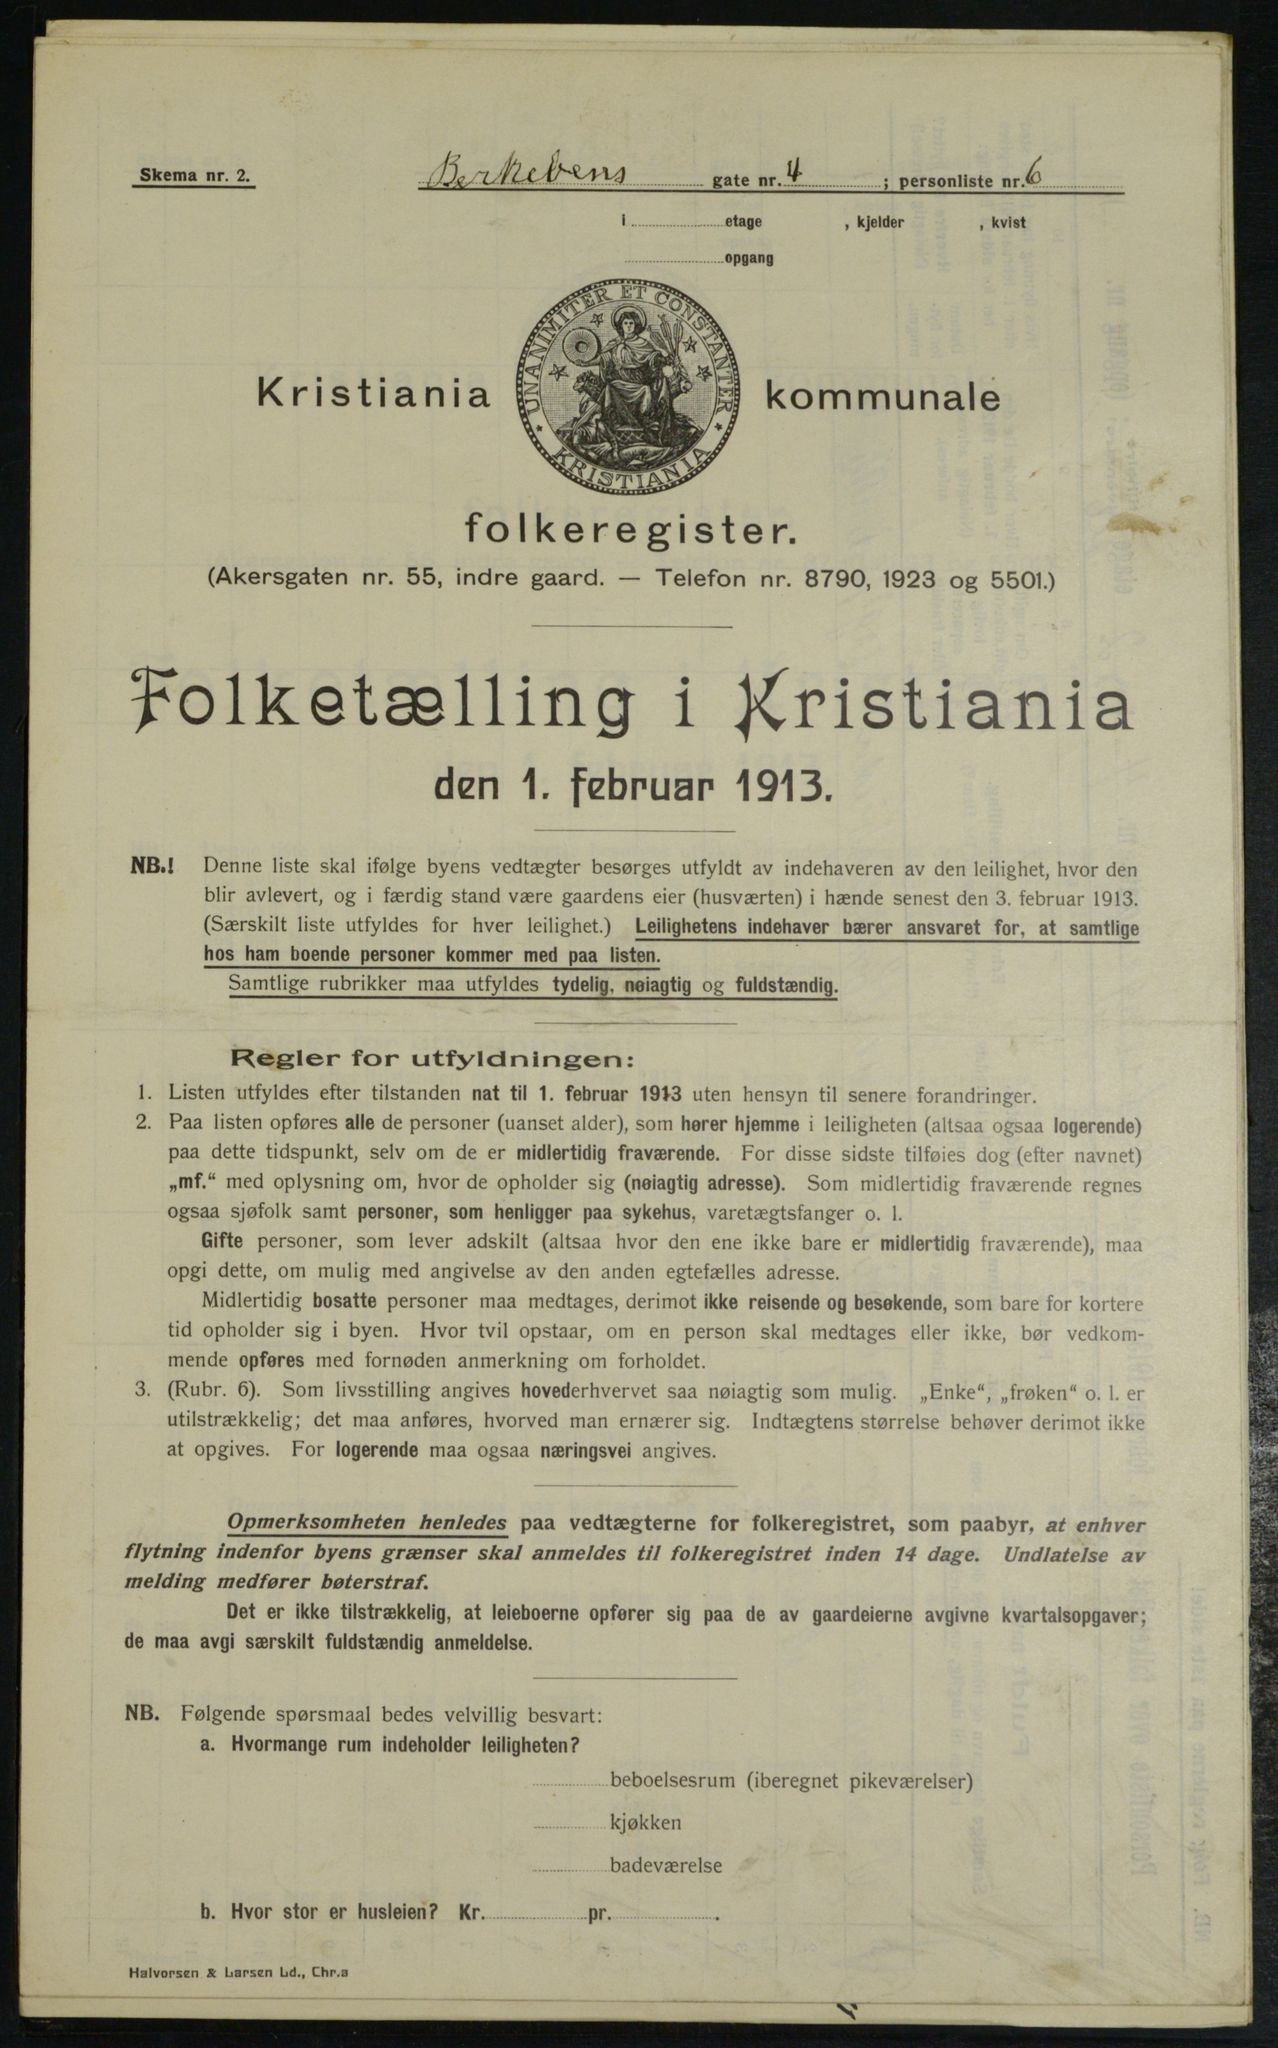 Skema nr. 2. Berkebens gate nr. 4 ; personliste nr. 6
i etage , kjelder , kvist
opgang
UNANIMITER ET CONSTANTER
KRISTIANIA
Kristiania kommunale
folkeregister.
(Akersgaten nr. 55, indre gaard. — Telefon nr. 8790, 1923 og 5501.)
Folketælling i Kristiania
den 1. februar 1913.
NB.! Denne liste skal ifølge byens vedtægter besørges utfyldt av indehaveren av den leilighet, hvor den
blir avlevert, og i færdig stand være gaardens eier (husværten) i hænde senest den 3. februar 1913.
(Særskilt liste utfyldes for hver leilighet.) Leilighetens indehaver bærer ansvaret for, at samtlige
hos ham boende personer kommer med paa listen.
Samtlige rubrikker maa utfyldes tydelig, nøiagtig og fuldstændig.
Regler for utfyldningen:
1. Listen utfyldes efter tilstanden nat til 1. februar 1913 uten hensyn til senere forandringer.
2. Paa listen opføres alle de personer (uanset alder), som hører hjemme i leiligheten (altsaa ogsaa logerende)
paa dette tidspunkt, selv om de er midlertidig fraværende. For disse sidste tilføies dog (efter navnet)
„mf.“ med oplysning om, hvor de opholder sig (nøiagtig adresse). Som midlertidig fraværende regnes
ogsaa sjøfolk samt personer, som henligger paa sykehus, varetægtsfanger o. l.
Gifte personer, som lever adskilt (altsaa hvor den ene ikke bare er midlertidig fraværende), maa
opgi dette, om mulig med angivelse av den anden egtefælles adresse.
Midlertidig bosatte personer maa medtages, derimot ikke reisende og besøkende, som bare for kortere
tid opholder sig i byen. Hvor tvil opstaar, om en person skal medtages eller ikke, bør vedkom-
mende opføres med fornøden anmerkning om forholdet.
3. (Rubr. 6). Som livsstilling angives hovederhvervet saa nøiagtig som mulig. „Enke“, „frøken“ o. l. er
utilstrækkelig; det maa anføres, hvorved man ernærer sig. Indtægtens størrelse behøver derimot ikke
at opgives. For logerende maa ogsaa næringsvei angives.
Opmerksomheten henledes paa vedtægterne for folkeregistret, som paabyr, at enhver
flytning indenfor byens grænser skal anmeldes til folkeregistret inden 14 dage. Undlatelse av
melding medfører bøterstraf.
Det er ikke tilstrækkelig, at leieboerne opfører sig paa de av gaardeierne avgivne kvartalsopgaver;
de maa avgi særskilt fuldstændig anmeldelse.
NB. Følgende spørsmaal bedes velvillig besvart:
a. Hvormange rum indeholder leiligheten?
beboelsesrum (iberegnet pikeværelser)
kjøkken
badeværelse
b. Hvor stor er husleien? Kr. pr. .
Halvorsen & Larsen Ld., Chr.a